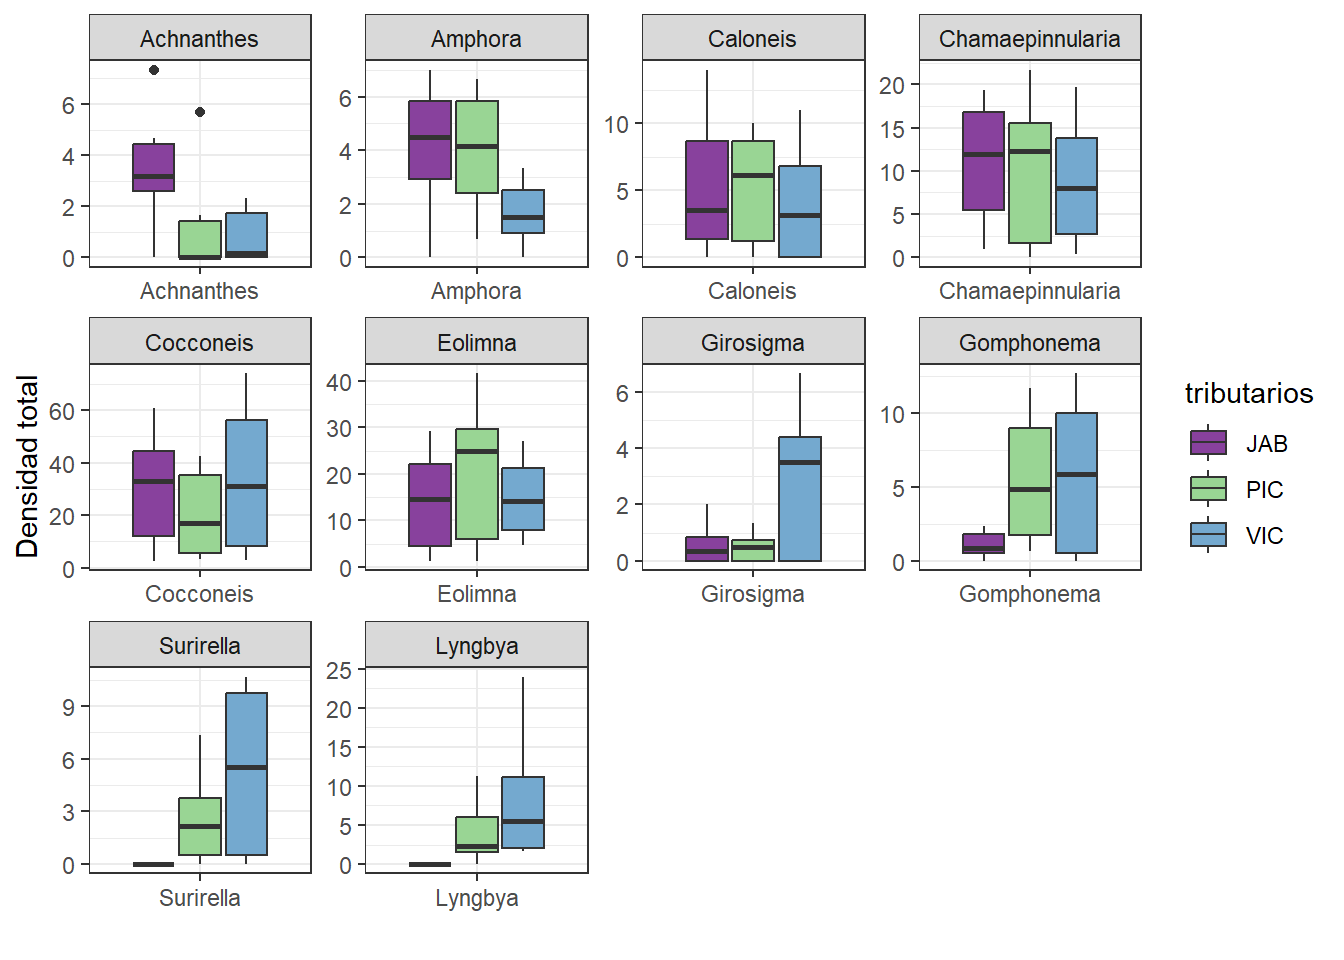 Achnanthes
Amphora
Caloneis
Chamaepinnularia
6
4
2
0
6
4
2
0
10
5
0
20
15
10
5
0
Achnanthes
Amphora
Caloneis
Chamaepinnularia
Densidad total
Cocconeis
Eolimna
Girosigma
Gomphonema
60
40
20
0
40
30
20
10
0
6
4
2
0
10
5
0
Cocconeis
Eolimna
Girosigma
Gomphonema
tributarios
JAB
PIC
VIC
Surirella
Lyngbya
9
6
3
0
25
20
15
10
5
0
Surirella
Lyngbya